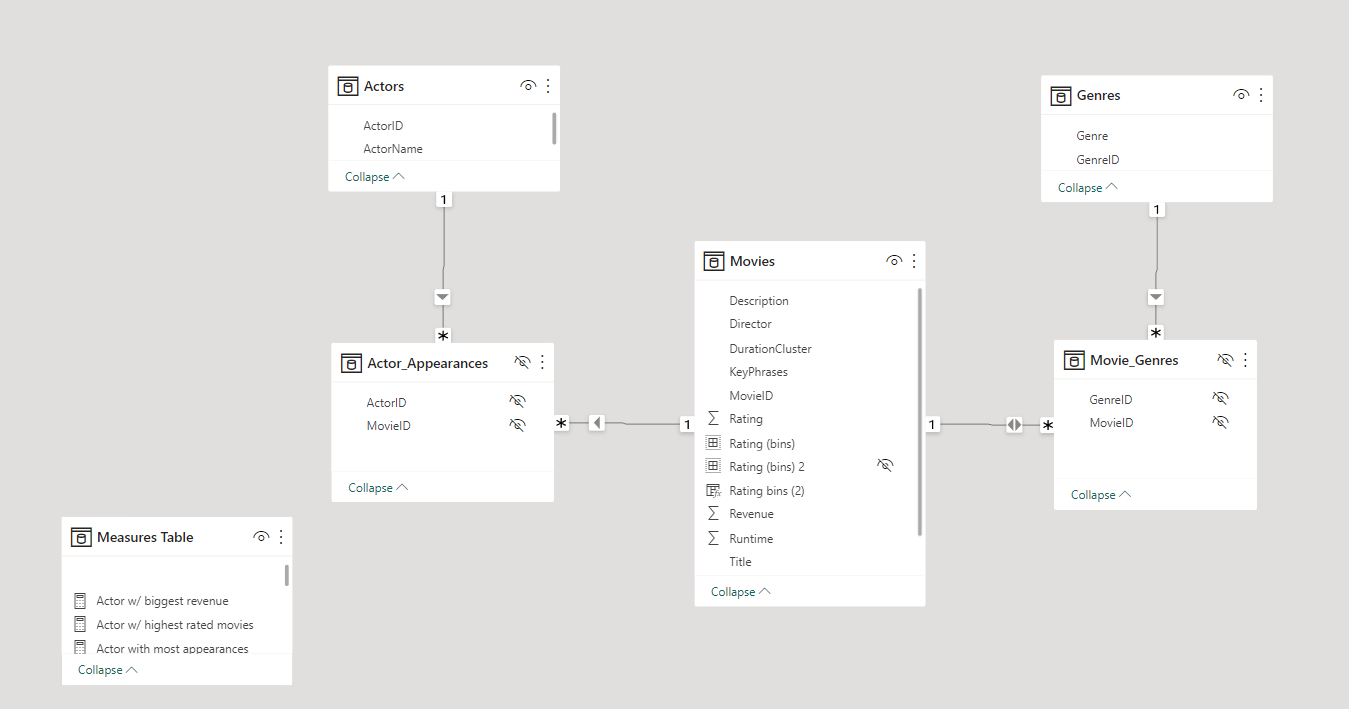 Actors
ActorID
ActorName
Collapse
1
*
Actor_Appearances
ActorID
MovieID
Collapse
*
1
Measures Table
Actor w/ biggest revenue
Actor w/ highest rated movies
Actor with most appearances
Collapse
Movies
Description
Director
DurationCluster
KeyPhrases
MovieID
Rating
Rating (bins)
Rating (bins) 2
Rating bins (2)
Revenue
Runtime
Title
Collapse
1
*
Genres
Genre
GenreID
Collapse
1
*
Movie_Genres
GenreID
MovieID
Collapse